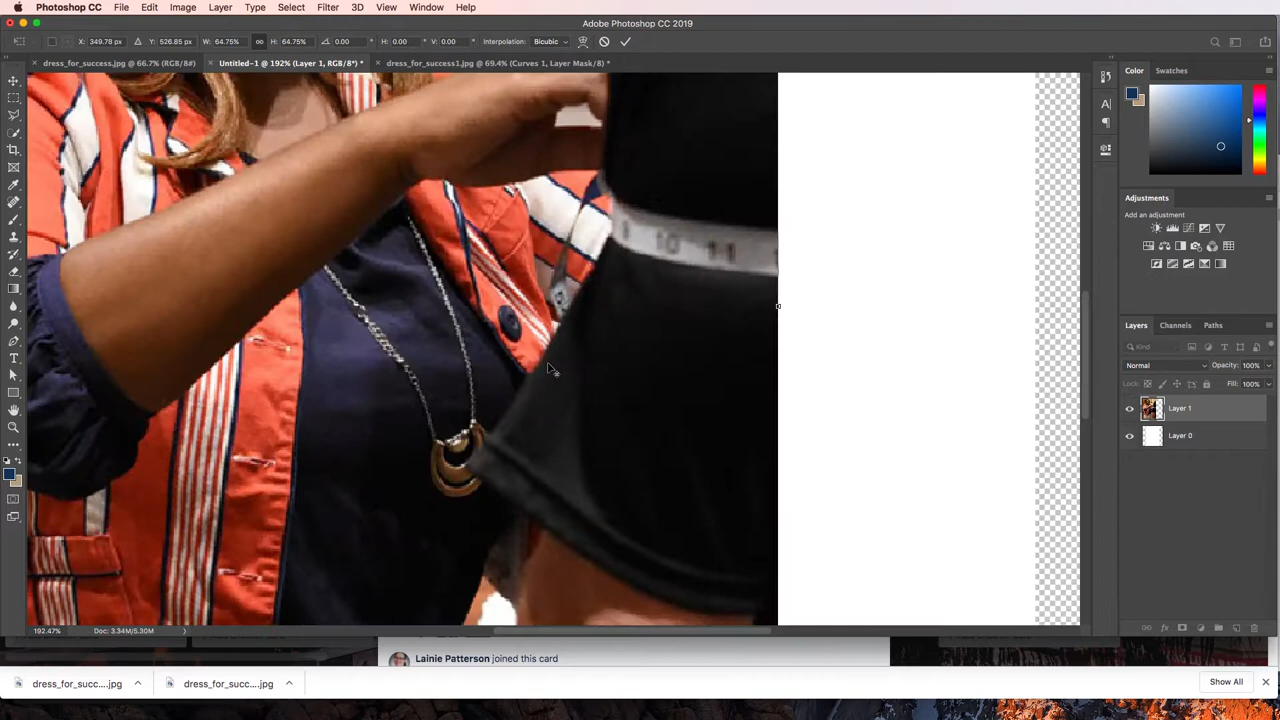 Photoshop CC File Edit Image Layer Type Select Filter 3D View Window Help
Adobe Photoshop CC 2019
X: 349.78 px Y: 526.85 px W: 64.75% H: 64.75% 0.00 ° H: 0.00 ° V: 0.00 ° Interpolation: Bicubic
dress_for_success.jpg @ 66.7% (RGB/8#) Untitled-1 @ 192% (Layer 1, RGB/8*) * dress_for_success1.jpg @ 69.4% (Curves 1, Layer Mask/8) *
Color Swatches
Adjustments
Add an adjustment
10 11
Layers Channels Paths
Kind
Normal Opacity: 100%
Lock: Fill: 100%
Layer 1
Layer 0
192.47% Doc: 3.34M/5.30M
Lainie Patterson joined this card
dress_for_succ....jpg dress_for_succ....jpg Show All